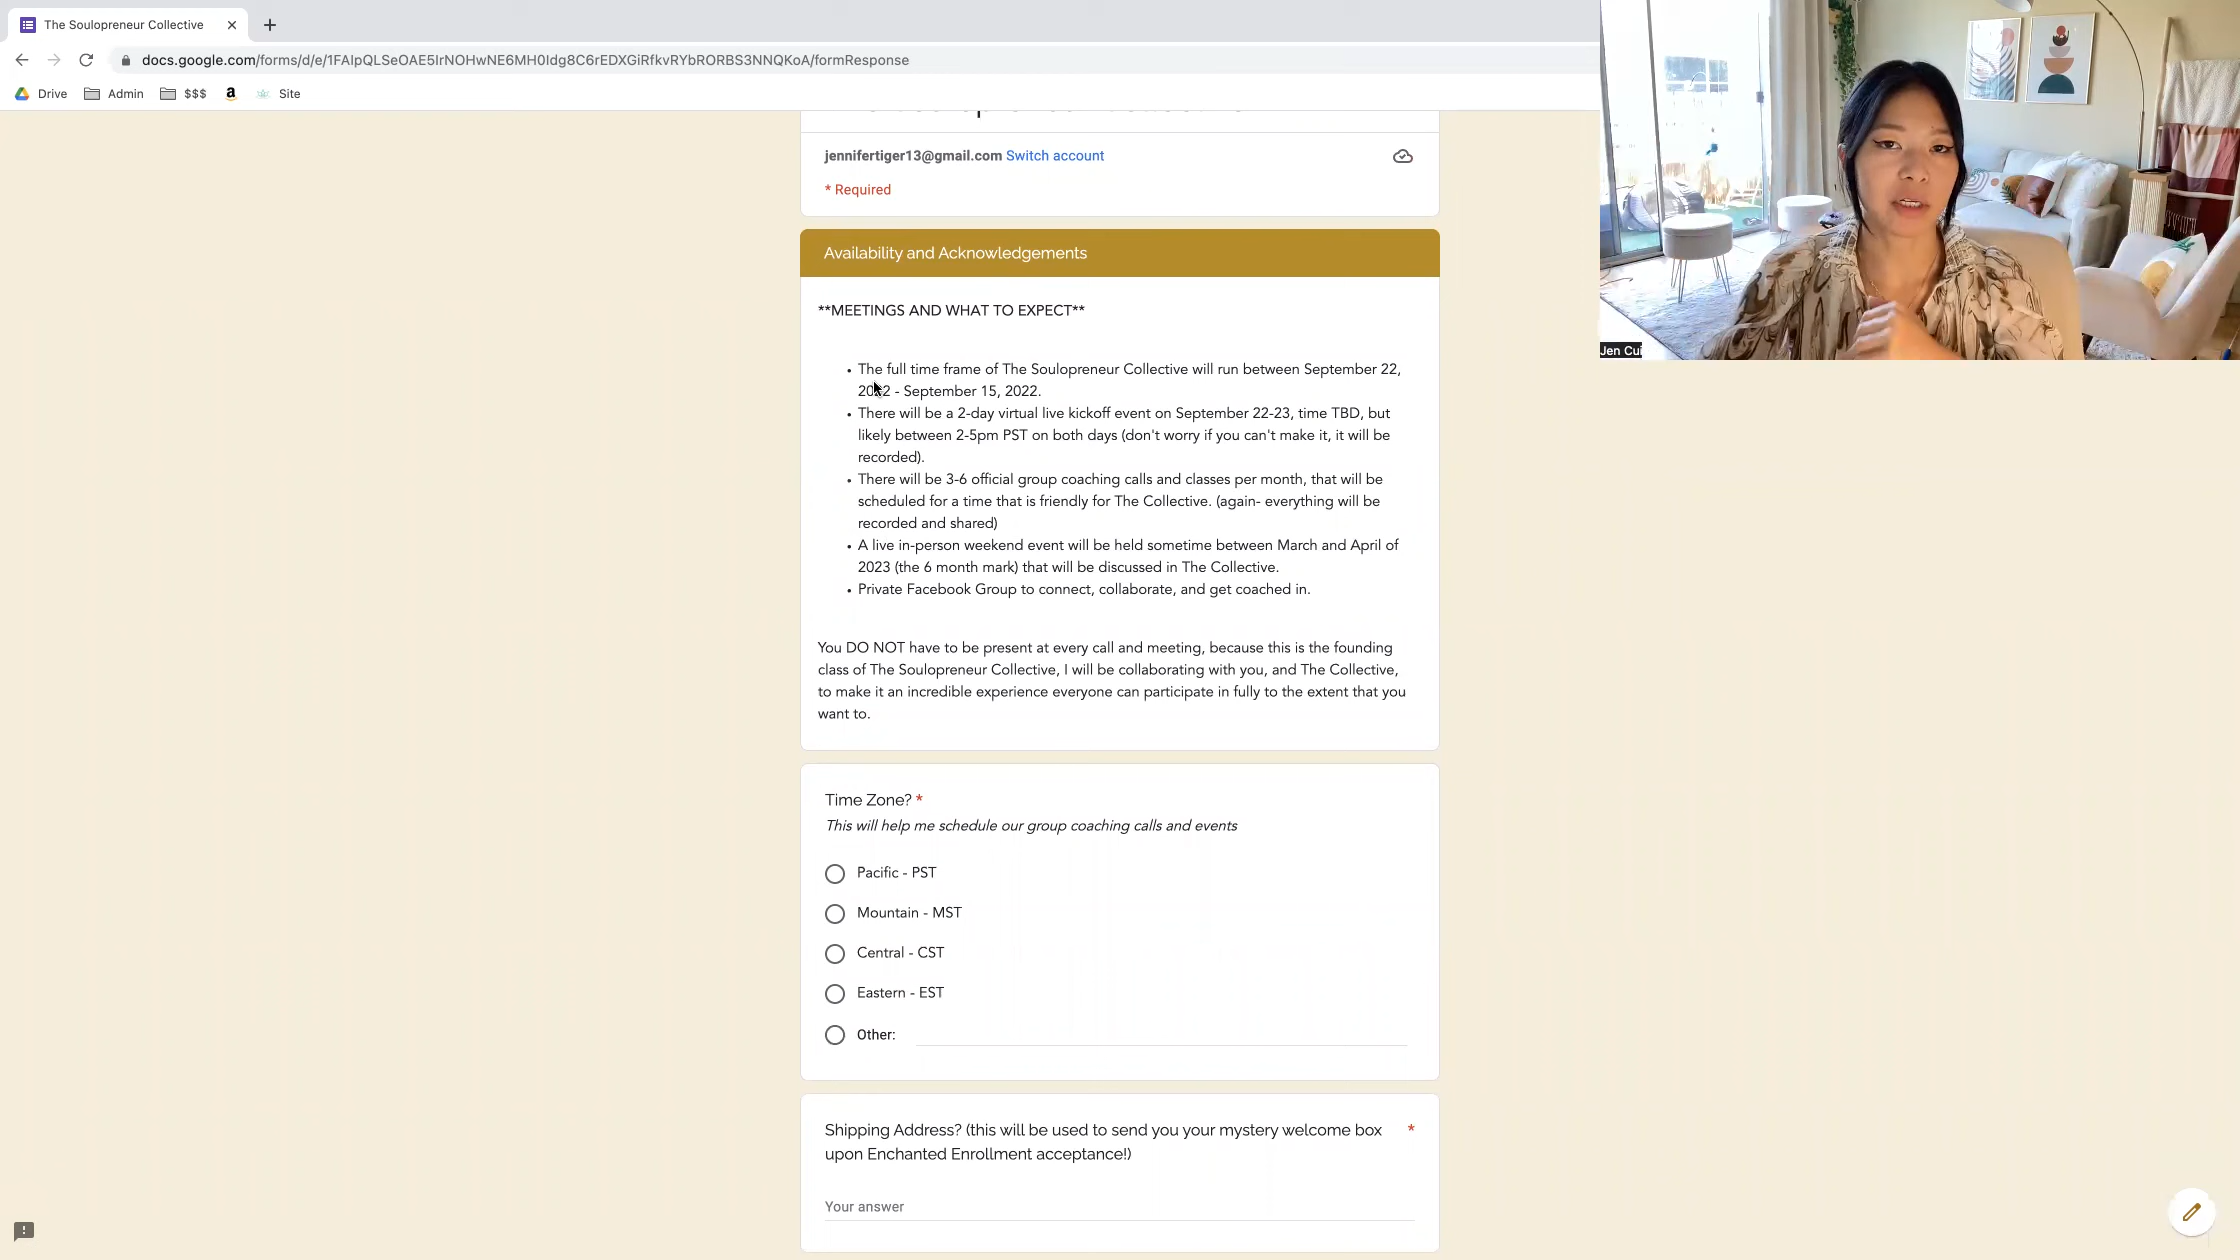 The Soulopreneur Collective
docs.google.com/forms/d/e/1FAIpQLSeOAE5IrNOHwNE6MH0Idg8C6rEDXGiRfkvRYbRORBS3NNQKoA/formResponse
Drive Admin $$$ Site
jennifertiger13@gmail.com Switch account
* Required
Availability and Acknowledgements
**MEETINGS AND WHAT TO EXPECT**
• The full time frame of The Soulopreneur Collective will run between September 22,
2022 - September 15, 2022.
• There will be a 2-day virtual live kickoff event on September 22-23, time TBD, but
likely between 2-5pm PST on both days (don't worry if you can't make it, it will be
recorded).
• There will be 3-6 official group coaching calls and classes per month, that will be
scheduled for a time that is friendly for The Collective. (again- everything will be
recorded and shared)
• A live in-person weekend event will be held sometime between March and April of
2023 (the 6 month mark) that will be discussed in The Collective.
• Private Facebook Group to connect, collaborate, and get coached in.
You DO NOT have to be present at every call and meeting, because this is the founding
class of The Soulopreneur Collective, I will be collaborating with you, and The Collective,
to make it an incredible experience everyone can participate in fully to the extent that you
want to.
Time Zone? *
This will help me schedule our group coaching calls and events
Pacific - PST
Mountain - MST
Central - CST
Eastern - EST
Other:
Shipping Address? (this will be used to send you your mystery welcome box *
upon Enchanted Enrollment acceptance!)
Your answer
Jen Cui